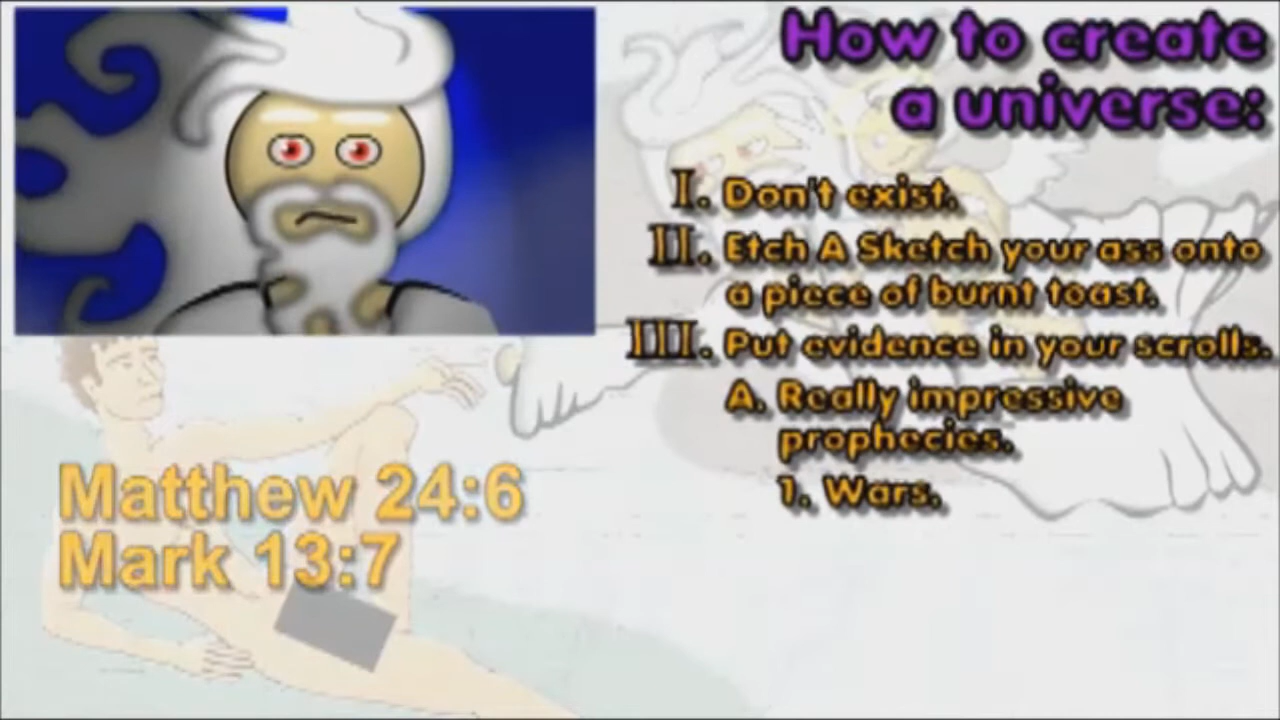 How to create
a universe:
I. Don't exist.
II. Etch A Sketch your ass onto
a piece of burnt toast.
III. Put evidence in your scrolls.
A. Really impressive
prophecies.
1. Wars.
Matthew 24:6
Mark 13:7